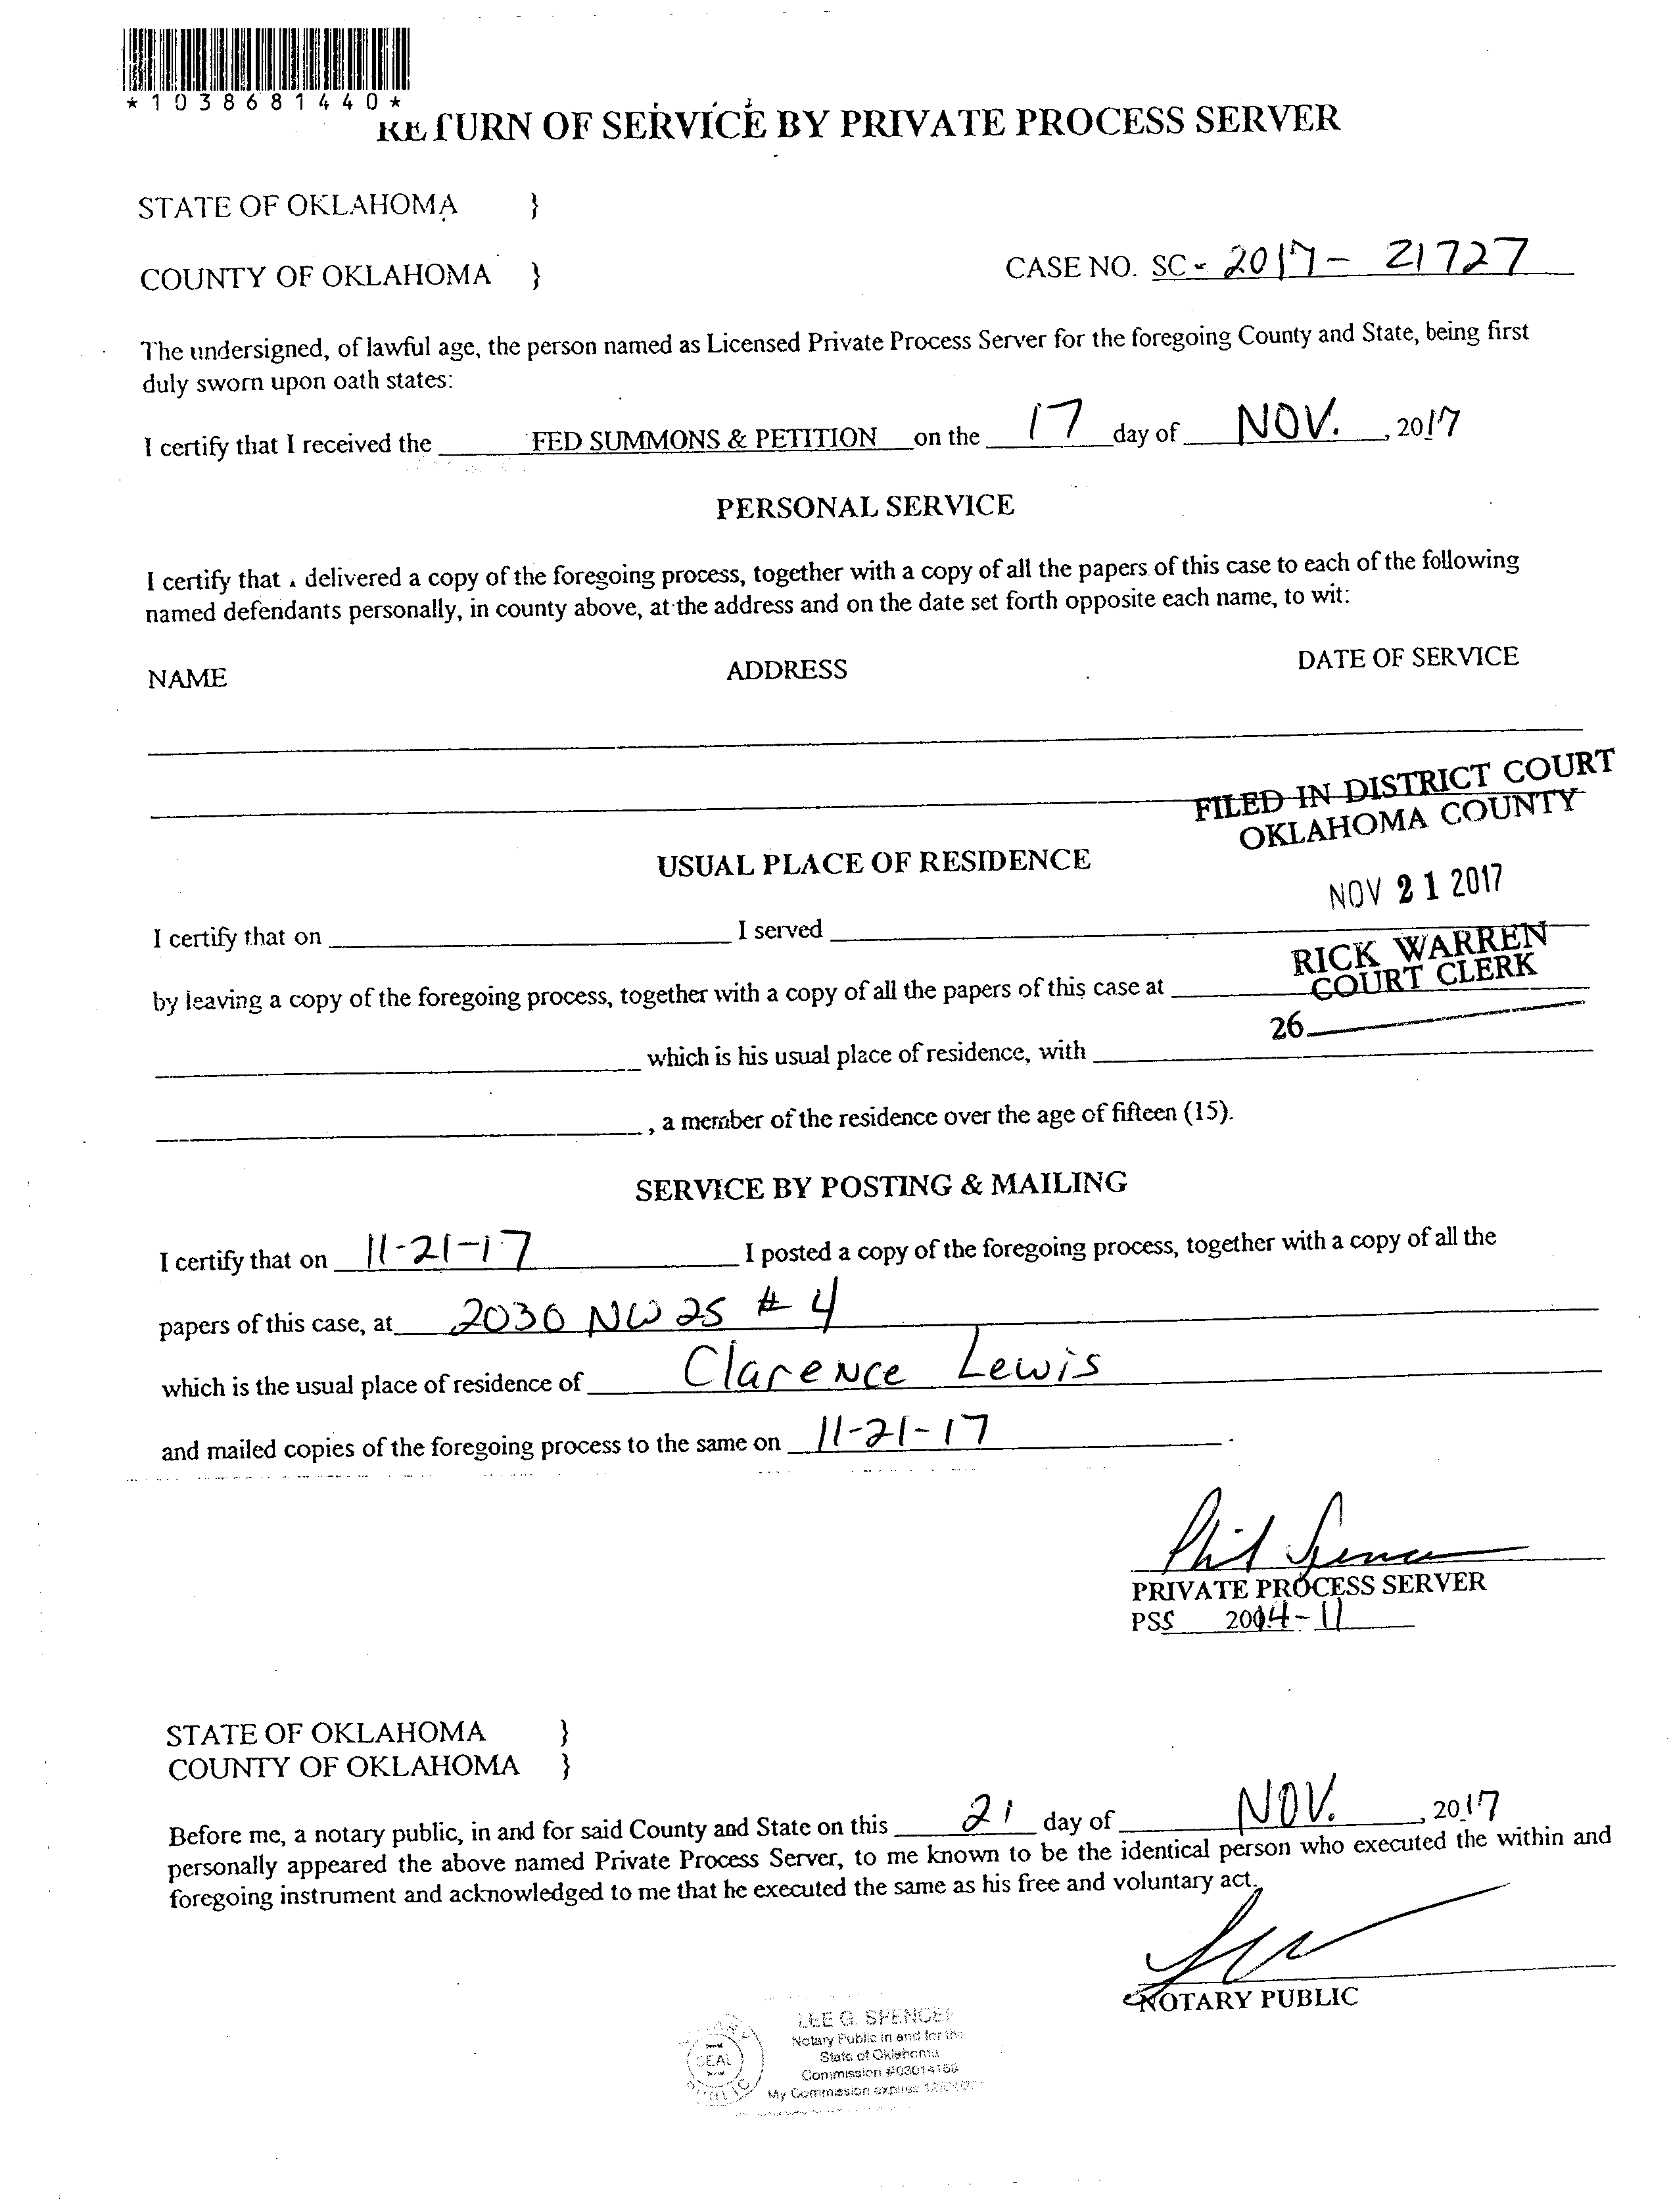 *1038681440*
RETURN OF SERVICE BY PRIVATE PROCESS SERVER
STATE OF OKLAHOMA }
COUNTY OF OKLAHOMA }
CASE NO. SC - 2017 - 21727
The undersigned, of lawful age, the person named as Licensed Private Process Server for the foregoing County and State, being first
duly sworn upon oath states:
I certify that I received the FED SUMMONS & PETITION on the 17 day of NOV. , 2017
PERSONAL SERVICE
I certify that delivered a copy of the foregoing process, together with a copy of all the papers of this case to each of the following
named defendants personally, in county above, at the address and on the date set forth opposite each name, to wit:
NAME ADDRESS DATE OF SERVICE
FILED IN DISTRICT COURT
OKLAHOMA COUNTY
USUAL PLACE OF RESIDENCE
NOV 21 2017
I certify that on I served
RICK WARREN
COURT CLERK
by leaving a copy of the foregoing process, together with a copy of all the papers of this case at
26
which is his usual place of residence, with
, a member of the residence over the age of fifteen (15).
SERVICE BY POSTING & MAILING
I certify that on 11-21-17 I posted a copy of the foregoing process, together with a copy of all the
papers of this case, at 2030 NW 25 # 4
which is the usual place of residence of Clarence Lewis
and mailed copies of the foregoing process to the same on 11-21-17 .
Phil Spencer
PRIVATE PROCESS SERVER
PSS 2014-11
STATE OF OKLAHOMA }
COUNTY OF OKLAHOMA }
Before me, a notary public, in and for said County and State on this 21 day of NOV. , 2017
personally appeared the above named Private Process Server, to me known to be the identical person who executed the within and
foregoing instrument and acknowledged to me that he executed the same as his free and voluntary act.
NOTARY PUBLIC
LEE G. SPENCER
Notary Public in and for the
State of Oklahoma
Commission #03014168
My Commission expires
SEAL